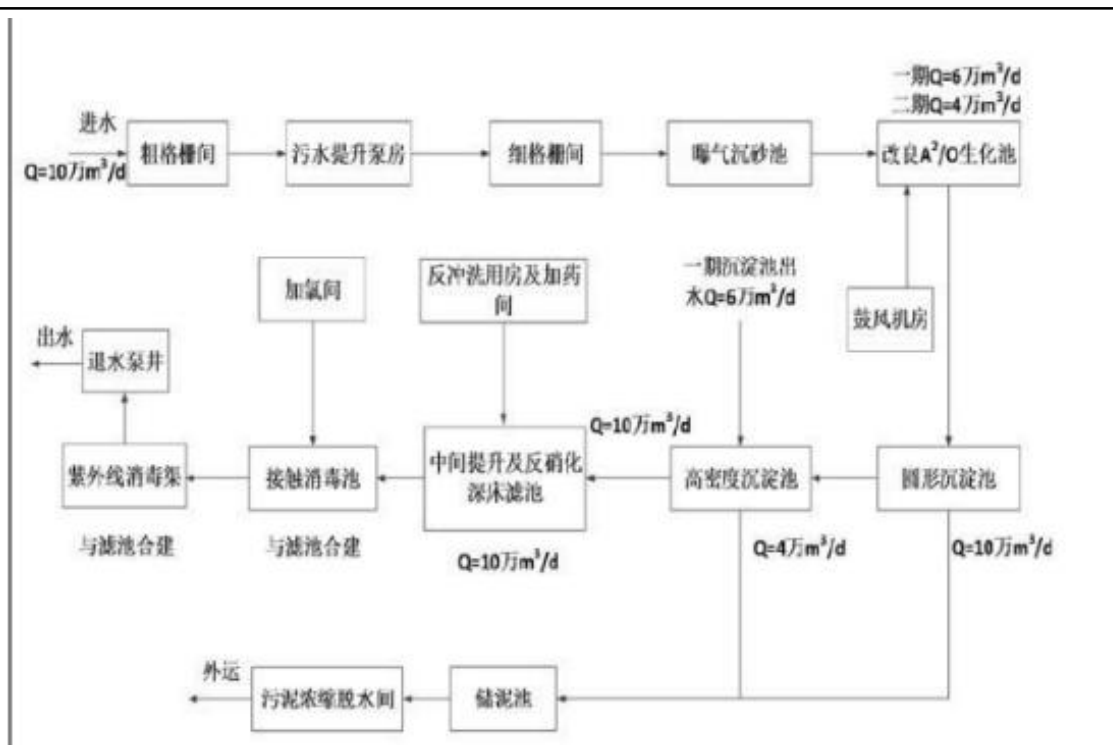 一期Q=6万m³/d
二期Q=4万m³/d
进水
Q=10万m³/d
粗格栅间
污水提升泵房
细格栅间
曝气沉砂池
改良A²/O生化池
加氯间
反冲洗用房及加药
间
一期沉淀池出
水Q=6万m³/d
鼓风机房
出水
退水泵井
Q=10万m³/d
紫外线消毒渠
接触消毒池
中间提升及反硝化
深床滤池
高密度沉淀池
圆形沉淀池
与滤池合建
与滤池合建
Q=10万m³/d
Q=4万m³/d
Q=10万m³/d
外运
污泥浓缩脱水间
储泥池